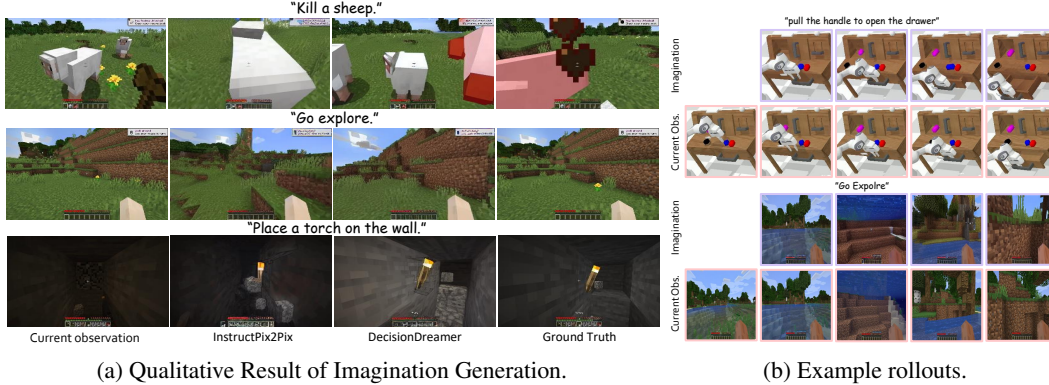 "Kill a sheep."
"Go explore."
"Place a torch on the wall."
Current observation
InstructPix2Pix
DecisionDreamer
Ground Truth
(a) Qualitative Result of Imagination Generation.
"pull the handle to open the drawer"
Imagination
Current Obs.
"Go Expolre"
Imagination
Current Obs.
(b) Example rollouts.